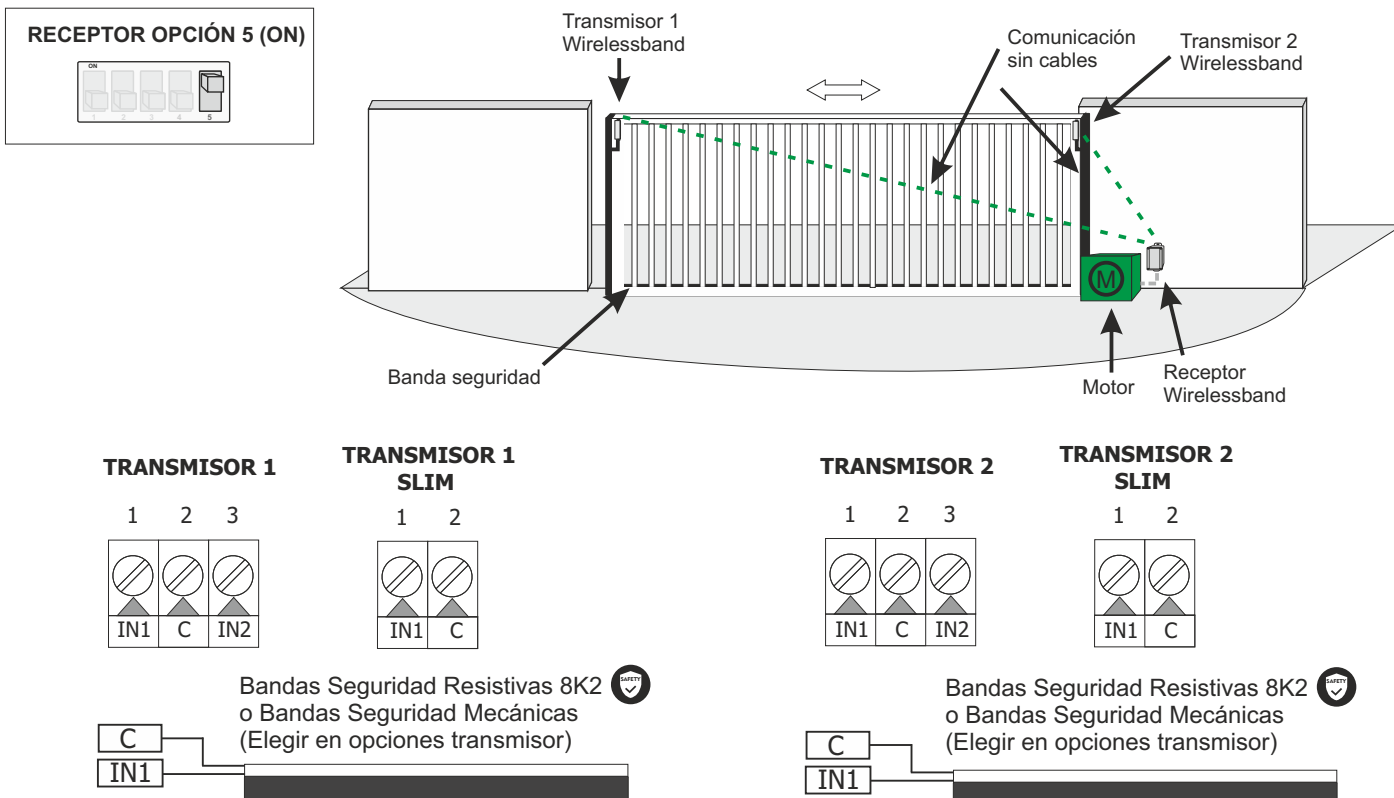 RECEPTOR OPCIÓN 5 (ON)
ON
1 2 3 4 5
Transmisor 1
Wirelessband
Comunicación
sin cables
Transmisor 2
Wirelessband
M
Banda seguridad
Motor
Receptor
Wirelessband
TRANSMISOR 1
1 2 3
IN1 C IN2
TRANSMISOR 1
SLIM
1 2
IN1 C
Bandas Seguridad Resistivas 8K2
SAFETY
o Bandas Seguridad Mecánicas
(Elegir en opciones transmisor)
C
IN1
TRANSMISOR 2
1 2 3
IN1 C IN2
TRANSMISOR 2
SLIM
1 2
IN1 C
Bandas Seguridad Resistivas 8K2
SAFETY
o Bandas Seguridad Mecánicas
(Elegir en opciones transmisor)
C
IN1